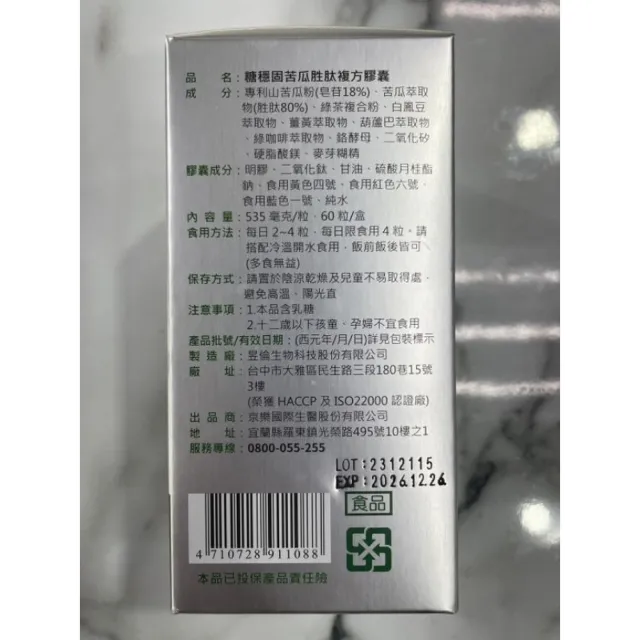 品名：糖穩固苦瓜胜肽複方膠囊
成分：專利山苦瓜粉(皂苷18%)、苦瓜萃取
物(胜肽80%)、綠茶複合粉、白鳳豆
萃取物、薑黃萃取物、葫蘆巴萃取物
、綠咖啡萃取物、鉻酵母、二氧化矽
、硬脂酸鎂、麥芽糊精
膠囊成分：明膠、二氧化鈦、甘油、硫酸月桂酯
鈉、食用黃色四號、食用紅色六號、
食用藍色一號、純水
內容量：535 毫克/粒，60 粒/盒
食用方法：每日 2~4 粒，每日限食用 4 粒。請
搭配冷溫開水食用，飯前飯後皆可
(多食無益)
保存方式：請置於陰涼乾燥及兒童不易取得處，
避免高溫、陽光直
注意事項：1.本品含乳糖
2.十二歲以下孩童、孕婦不宜食用
產品批號/有效日期：(西元年/月/日)詳見包裝標示
製造廠：昱倫生物科技股份有限公司
廠址：台中市大雅區民生路三段180巷15號
3樓
(榮獲 HACCP 及 ISO22000 認證廠)
出品商：京樂國際生醫股份有限公司
地址：宜蘭縣羅東鎮光榮路495號10樓之1
服務專線：0800-055-255
LOT:2312115
EXP:2026.12.26
食品
4 710728 911088
本品已投保產品責任險